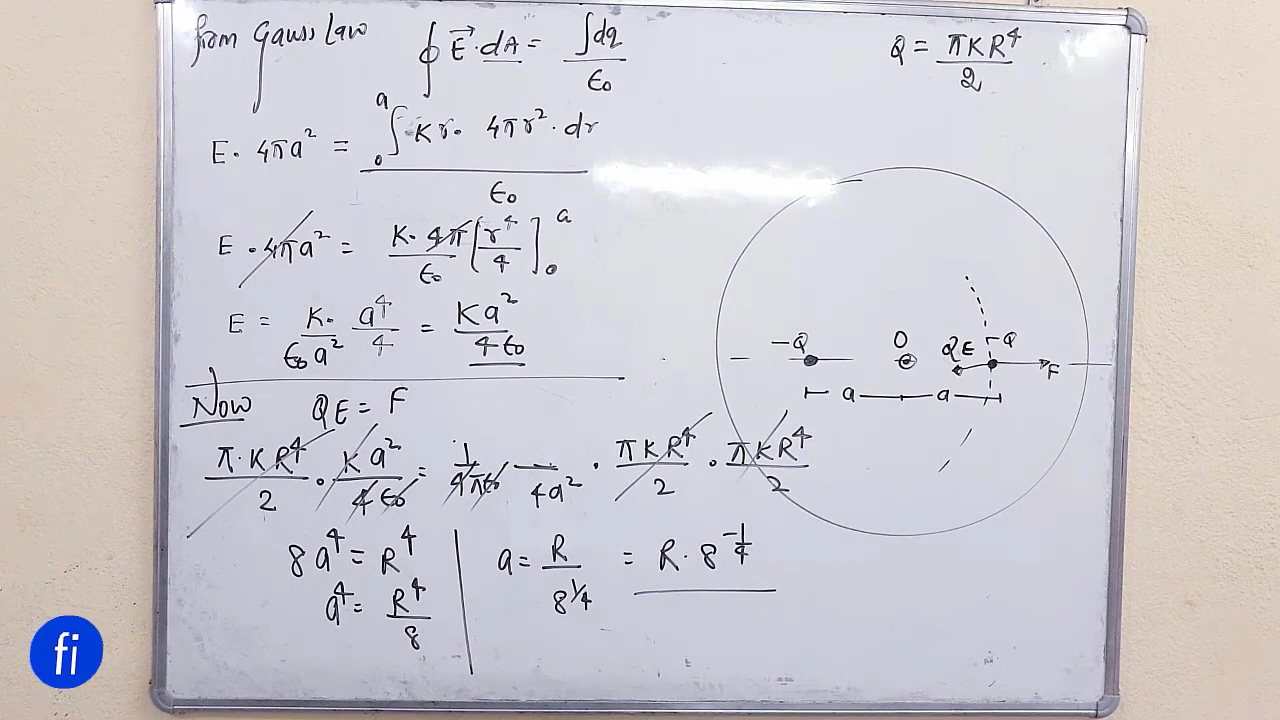 from Gauss Law ∮ E⃗ · dA = ∫dq / ϵ₀
Q = πKR⁴ / 2
E · 4πa² = ∫₀ᵃ Kr · 4πr² · dr / ϵ₀
E · 4πa² = K · 4π / ϵ₀ [r⁴ / 4]₀ᵃ
E = K · / ϵ₀a² a⁴ / 4 = Ka² / 4ϵ₀
-Q O QE -Q F
a a
Now QE = F
π · KR⁴ / 2 · Ka² / 4ϵ₀ = 1 / 4πϵ₀ — / 4a² · πKR⁴ / 2 · πKR⁴ / 2
8a⁴ = R⁴
a⁴ = R⁴ / 8
a = R / 8^1/4 = R · 8^-1/4
fi